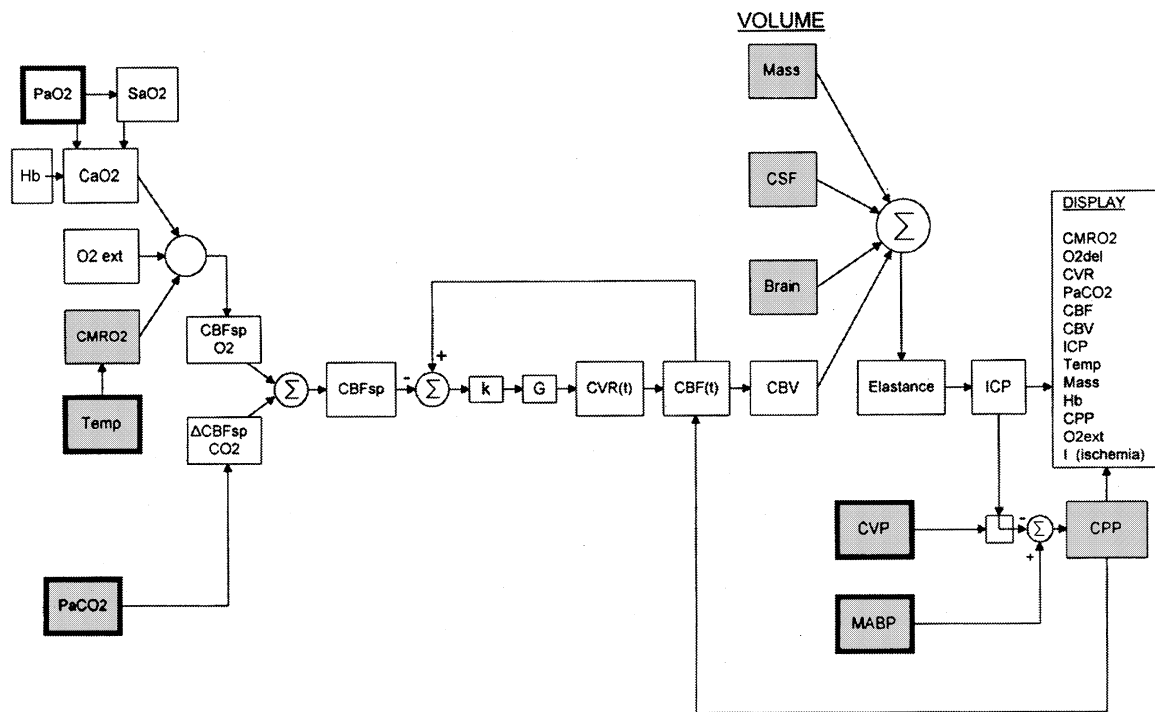 VOLUME
Mass
PaO2
SaO2
Hb
CaO2
CSF
O2 ext
Σ
Brain
CMRO2
CBFsp
O2
Σ
CBFsp
-
+
Σ
k
G
CVR(t)
CBF(t)
CBV
Elastance
ICP
Temp
ΔCBFsp
CO2
DISPLAY
CMRO2
O2del
CVR
PaCO2
CBF
CBV
ICP
Temp
Mass
Hb
CPP
O2ext
I (ischemia)
CVP
-
Σ
+
CPP
PaCO2
MABP